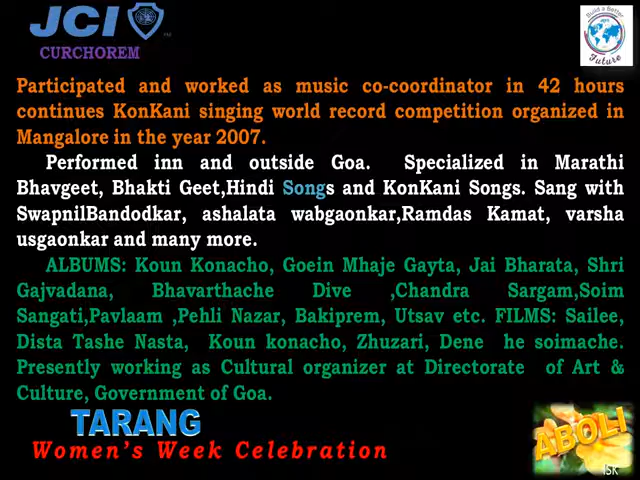 JCI
CURCHOREM
Build a Better
Future
Participated and worked as music co-coordinator in 42 hours
continues KonKani singing world record competition organized in
Mangalore in the year 2007.
Performed inn and outside Goa. Specialized in Marathi
Bhavgeet, Bhakti Geet,Hindi Songs and KonKani Songs. Sang with
SwapnilBandodkar, ashalata wabgaonkar,Ramdas Kamat, varsha
usgaonkar and many more.
ALBUMS: Koun Konacho, Goein Mhaje Gayta, Jai Bharata, Shri
Gajvadana, Bhavarthache Dive ,Chandra Sargam,Soim
Sangati,Pavlaam ,Pehli Nazar, Bakiprem, Utsav etc. FILMS: Sailee,
Dista Tashe Nasta, Koun konacho, Zhuzari, Dene he soimache.
Presently working as Cultural organizer at Directorate of Art &
Culture, Government of Goa.
TARANG
Women's Week Celebration
ABOLI
ISK